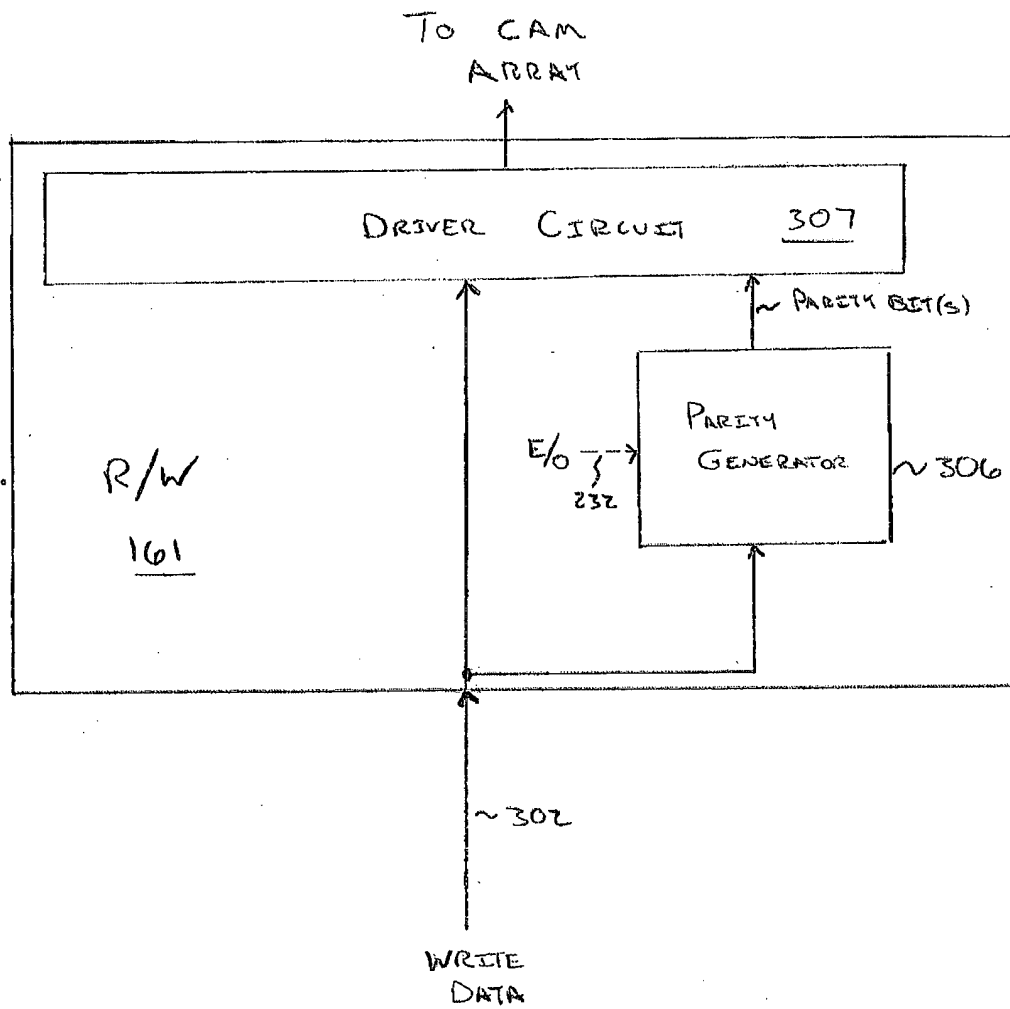 TO CAM
ARRAY
DRIVER CIRCUIT 307
~ PARITY BIT(S)
PARITY
GENERATOR
E/O
232
~ 306
R/W
161
~ 302
WRITE
DATA